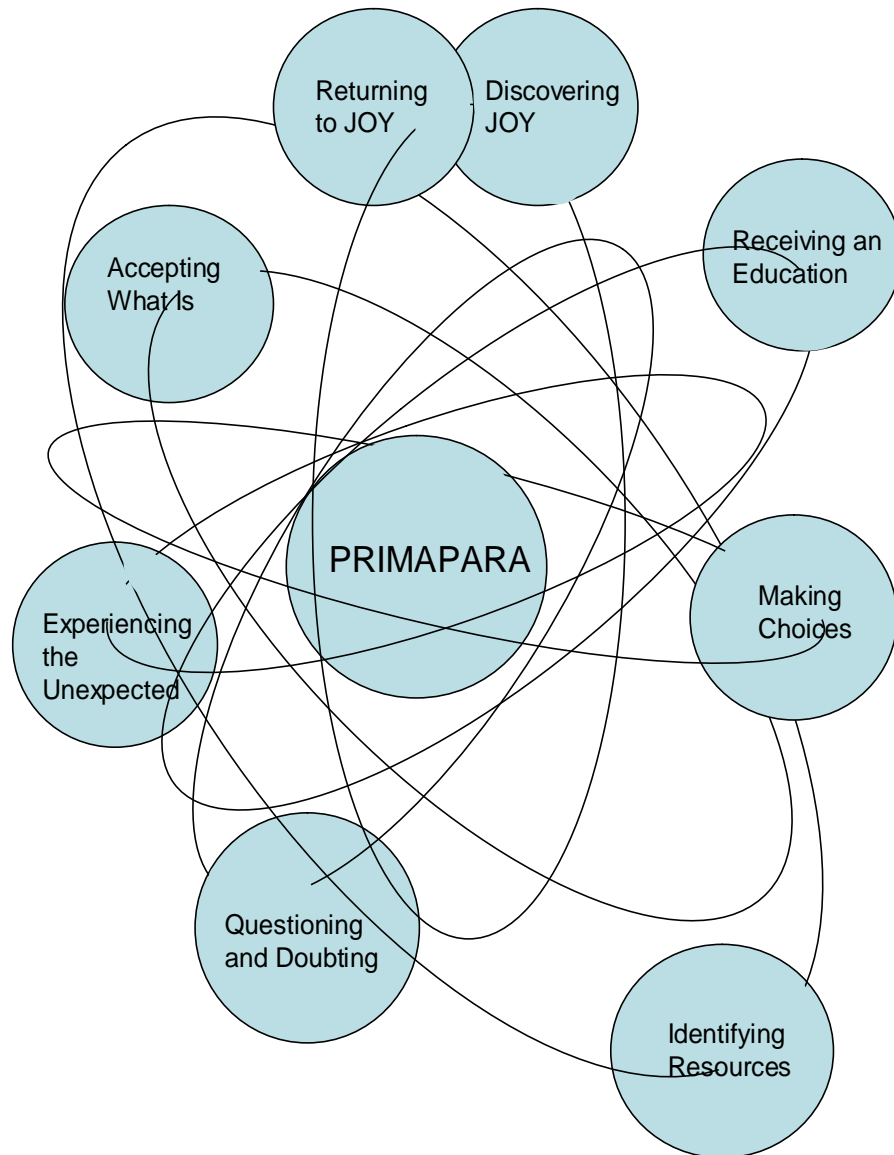 Returning
to JOY
Discovering
JOY
Receiving an
Education
Accepting
What Is
PRIMAPARA
Making
Choices
Experiencing
the
Unexpected
Questioning
and Doubting
Identifying
Resources